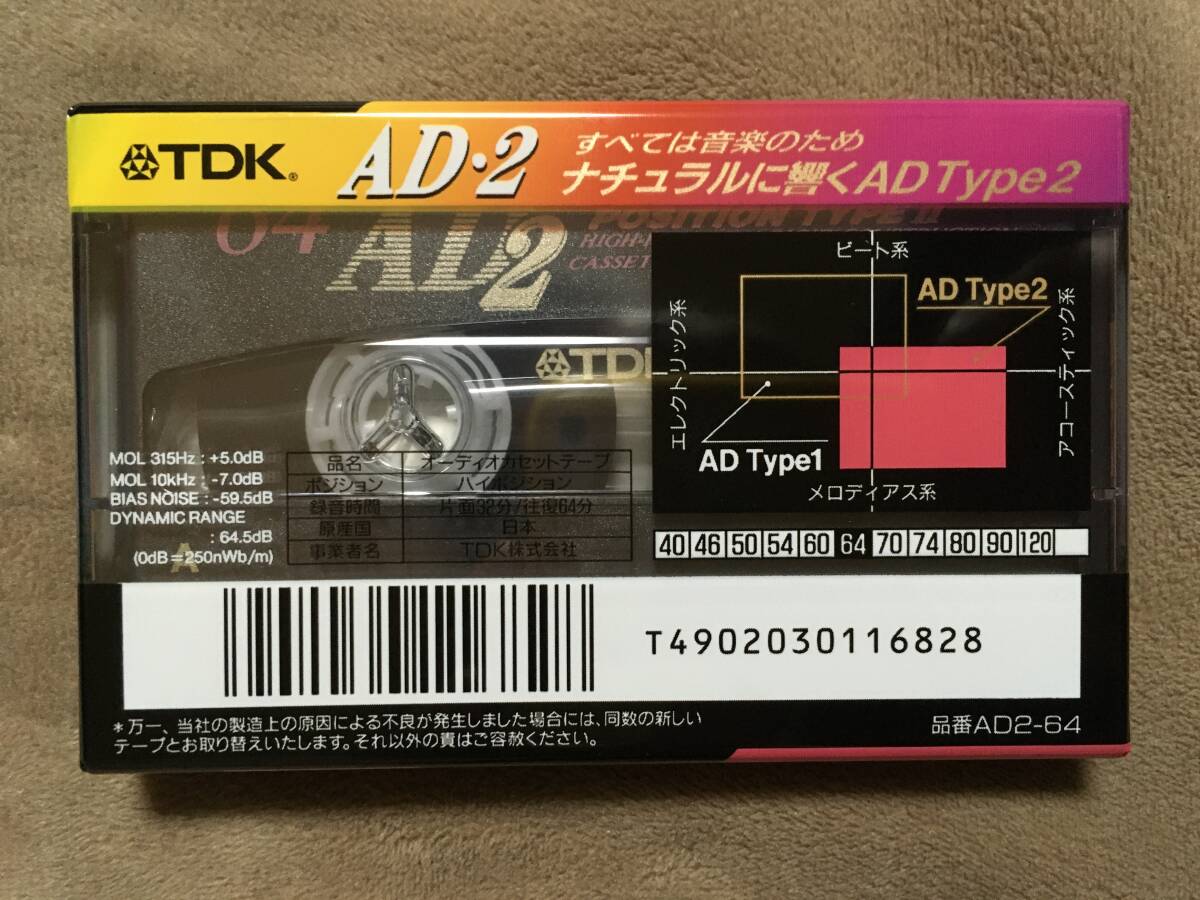 TDK® AD・2 すべては音楽のため
ナチュラルに響くAD Type2
64 AD2 POSITION TYPE II
CASSET
TDK
ビート系
エレクトリック系
アコースティック系
AD Type2
AD Type1
メロディアス系
MOL 315Hz : +5.0dB
MOL 10kHz : -7.0dB
BIAS NOISE : -59.5dB
DYNAMIC RANGE
: 64.5dB
(0dB=250nWb/m)
A
品名 オーディオカセットテープ
ポジション ハイポジション
録音時間 片面32分/往復64分
原産国 日本
事業者名 TDK株式会社
40 46 50 54 60 64 70 74 80 90 120
T4902030116828
*万一、当社の製造上の原因による不良が発生しました場合には、同数の新しい
テープとお取り替えいたします。それ以外の責はご容赦ください。
品番AD2-64